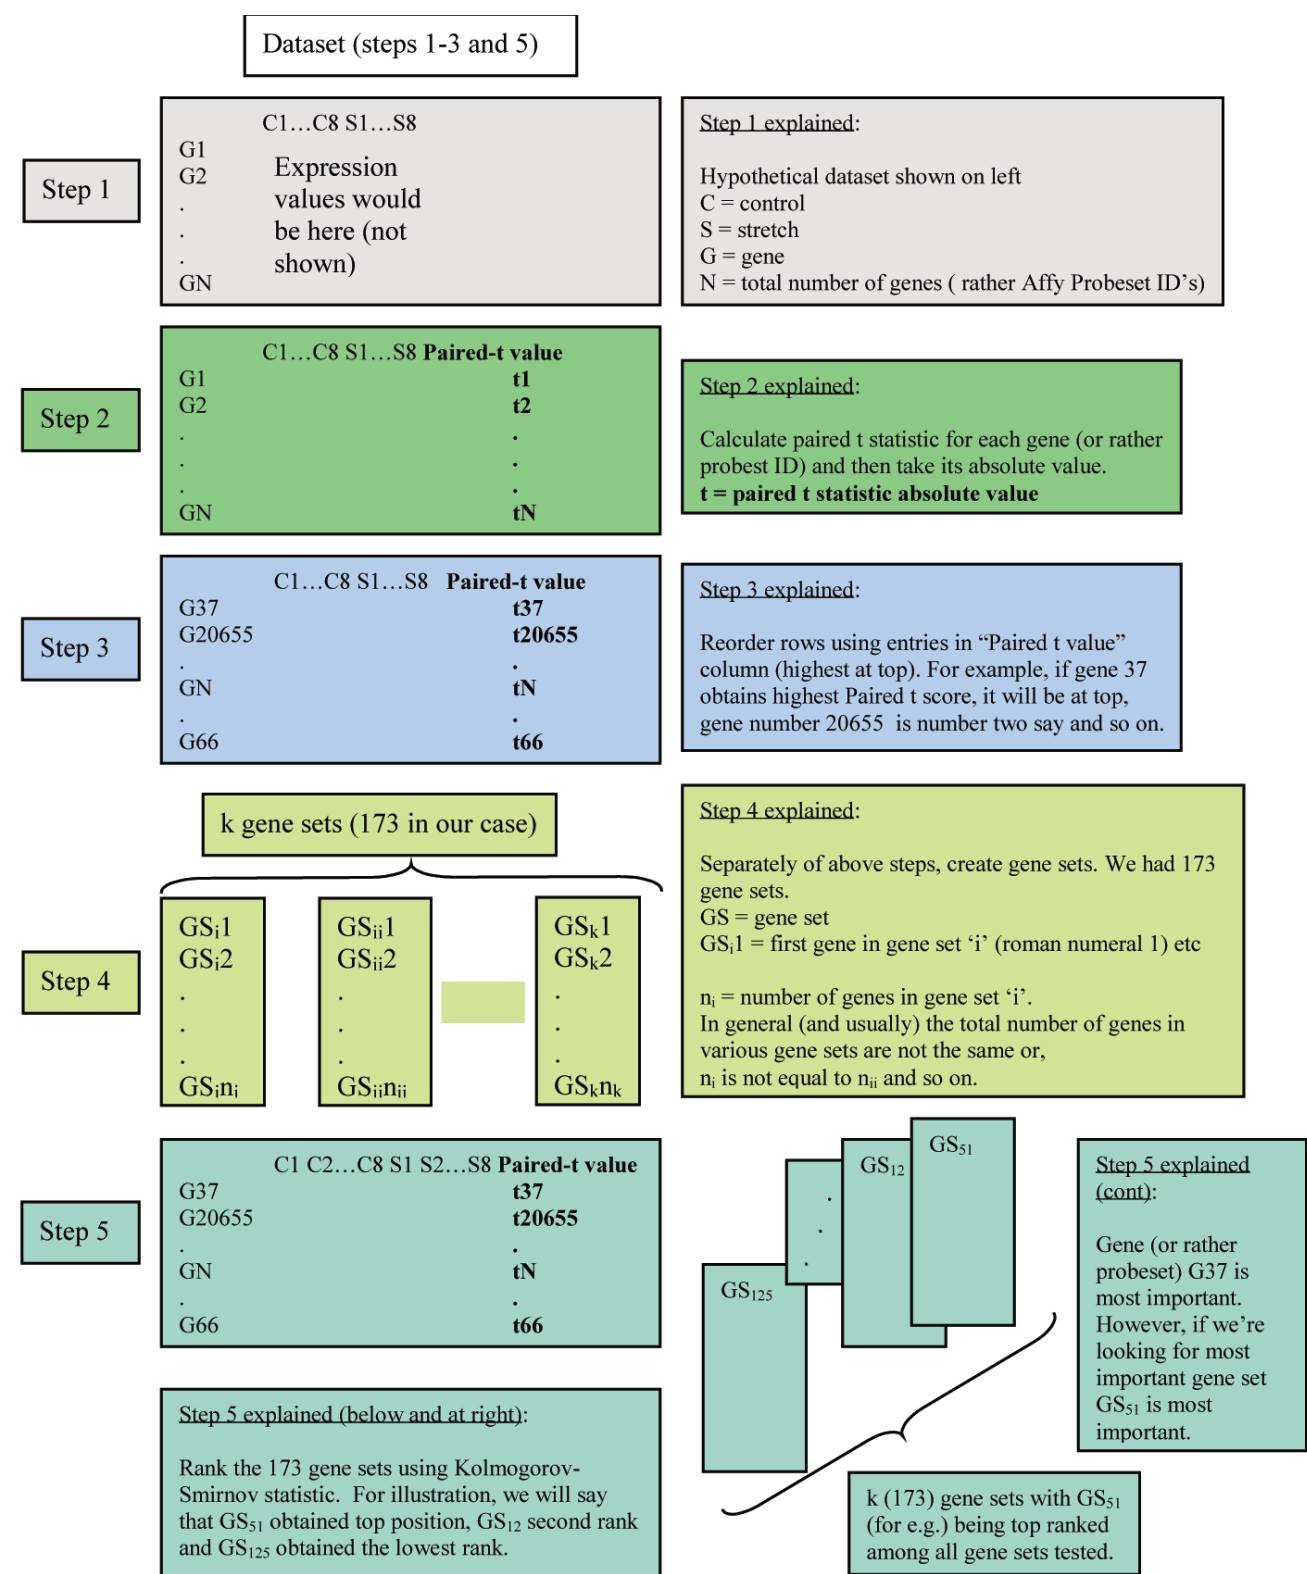 Dataset (steps 1-3 and 5)
Step 1
C1…C8 S1…S8
G1
G2
.
.
.
GN
Expression
values would
be here (not
shown)
Step 1 explained:
Hypothetical dataset shown on left
C = control
S = stretch
G = gene
N = total number of genes ( rather Affy Probeset ID’s)
Step 2
C1…C8 S1…S8 Paired-t value
G1 t1
G2 t2
. .
. .
. .
GN tN
Step 2 explained:
Calculate paired t statistic for each gene (or rather
probest ID) and then take its absolute value.
t = paired t statistic absolute value
Step 3
C1…C8 S1…S8 Paired-t value
G37 t37
G20655 t20655
. .
GN tN
. .
G66 t66
Step 3 explained:
Reorder rows using entries in “Paired t value”
column (highest at top). For example, if gene 37
obtains highest Paired t score, it will be at top,
gene number 20655 is number two say and so on.
k gene sets (173 in our case)
Step 4
GSi1
GSi2
.
.
.
GSini
GSii1
GSii2
.
.
.
GSiinii
GSk1
GSk2
.
.
.
GSknk
Step 4 explained:
Separately of above steps, create gene sets. We had 173
gene sets.
GS = gene set
GSi1 = first gene in gene set ‘i’ (roman numeral 1) etc
ni = number of genes in gene set ‘i’.
In general (and usually) the total number of genes in
various gene sets are not the same or,
ni is not equal to nii and so on.
Step 5
C1 C2…C8 S1 S2…S8 Paired-t value
G37 t37
G20655 t20655
. .
GN tN
. .
G66 t66
GS51
GS12
.
.
.
GS125
Step 5 explained
(cont):
Gene (or rather
probeset) G37 is
most important.
However, if we’re
looking for most
important gene set
GS51 is most
important.
Step 5 explained (below and at right):
Rank the 173 gene sets using Kolmogorov-
Smirnov statistic. For illustration, we will say
that GS51 obtained top position, GS12 second rank
and GS125 obtained the lowest rank.
k (173) gene sets with GS51
(for e.g.) being top ranked
among all gene sets tested.